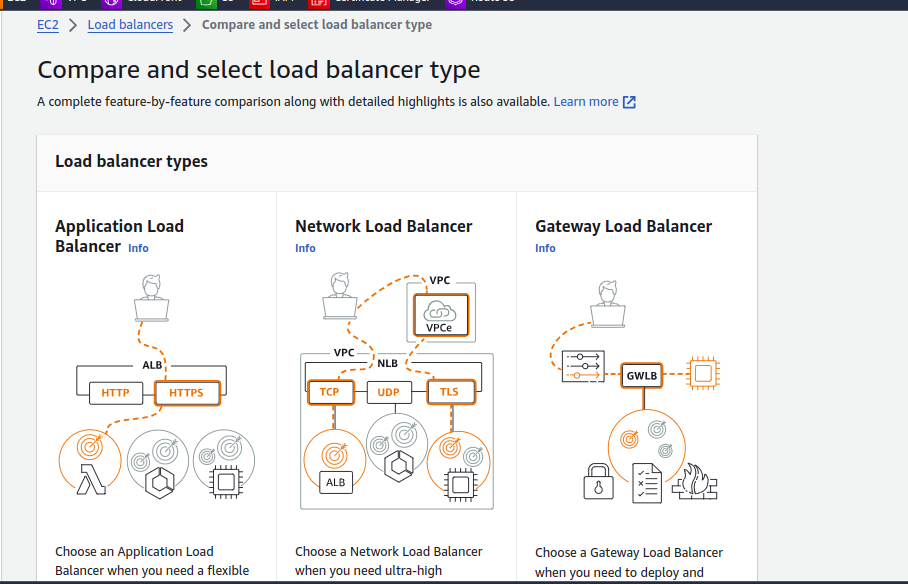 EC2 > Load balancers > Compare and select load balancer type
Compare and select load balancer type
A complete feature-by-feature comparison along with detailed highlights is also available. Learn more
Load balancer types
Application Load
Balancer Info
ALB
HTTP HTTPS
Network Load Balancer
Info
VPC
VPCe
VPC
NLB
TCP UDP TLS
ALB
Gateway Load Balancer
Info
GWLB
Choose an Application Load
Balancer when you need a flexible
Choose a Network Load Balancer
when you need ultra-high
Choose a Gateway Load Balancer
when you need to deploy and